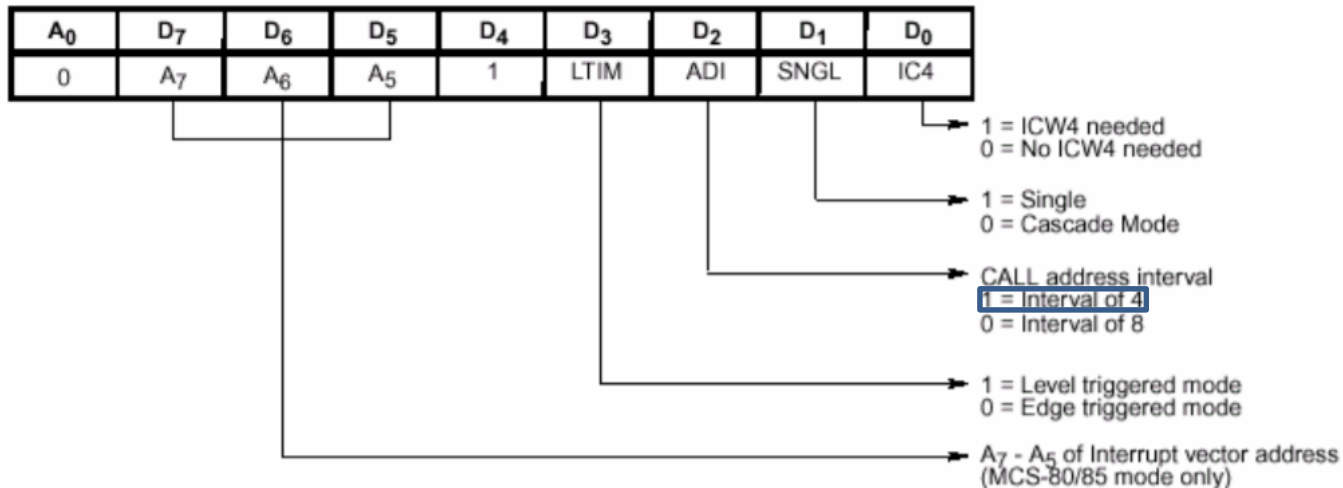 A0 D7 D6 D5 D4 D3 D2 D1 D0
0 A7 A6 A5 1 LTIM ADI SNGL IC4
1 = ICW4 needed
0 = No ICW4 needed
1 = Single
0 = Cascade Mode
CALL address interval
1 = Interval of 4
0 = Interval of 8
1 = Level triggered mode
0 = Edge triggered mode
A7 - A5 of Interrupt vector address
(MCS-80/85 mode only)